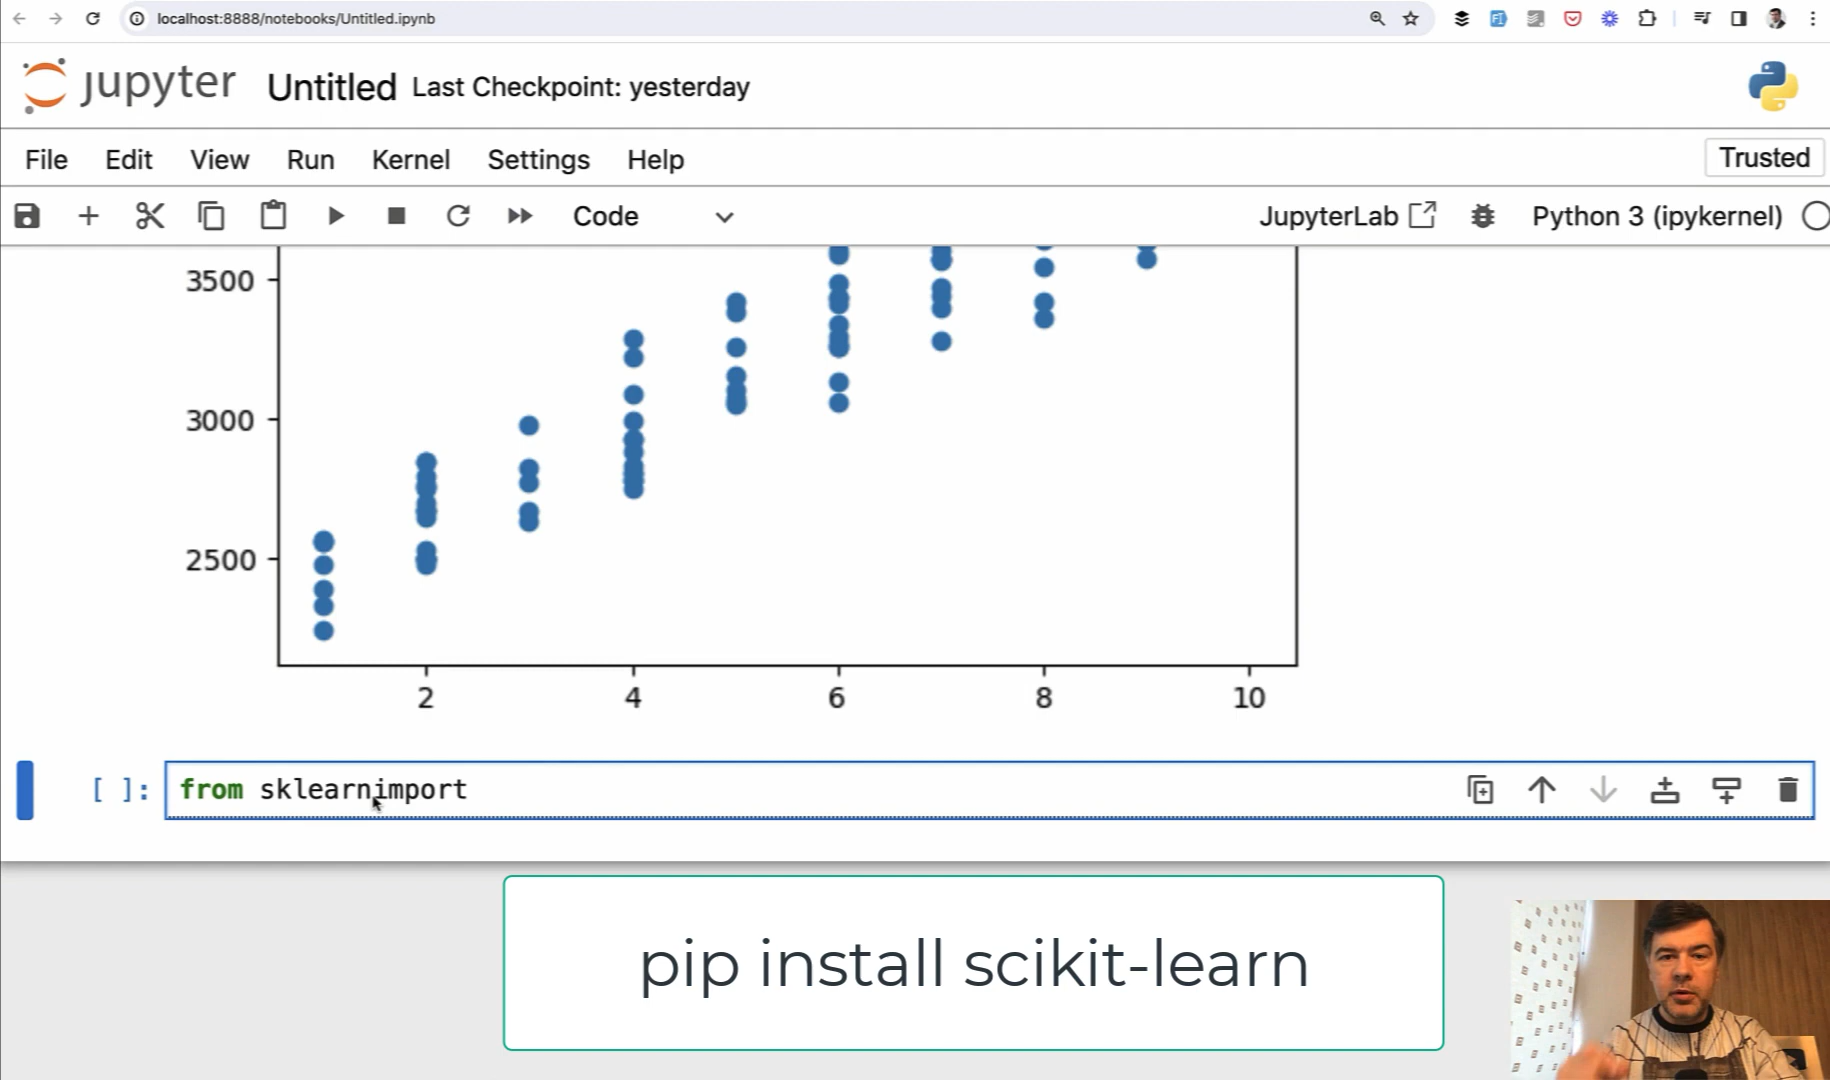 localhost:8888/notebooks/Untitled.ipynb
jupyter Untitled Last Checkpoint: yesterday
File Edit View Run Kernel Settings Help Trusted
Code JupyterLab Python 3 (ipykernel)
3500
3000
2500
2 4 6 8 10
[ ]: from sklearnimport
pip install scikit-learn